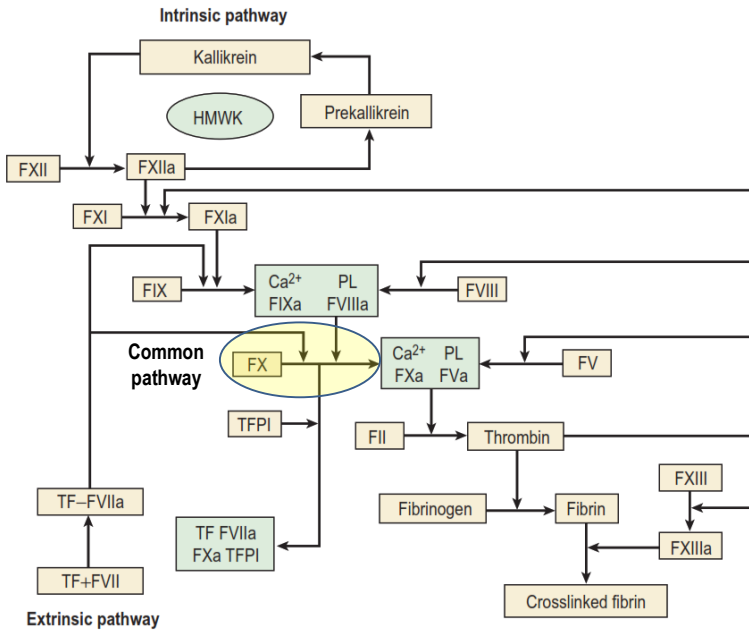 Intrinsic pathway
Kallikrein
HMWK
Prekallikrein
FXII
FXIIa
FXI
FXIa
FIX
Ca²⁺ PL
FIXa FVIIIa
FVIII
Common
pathway
FX
Ca²⁺ PL
FXa FVa
FV
TFPI
FII
Thrombin
FXIII
TF–FVIIa
Fibrinogen
Fibrin
TF FVIIa
FXa TFPI
FXIIIa
TF+FVII
Crosslinked fibrin
Extrinsic pathway